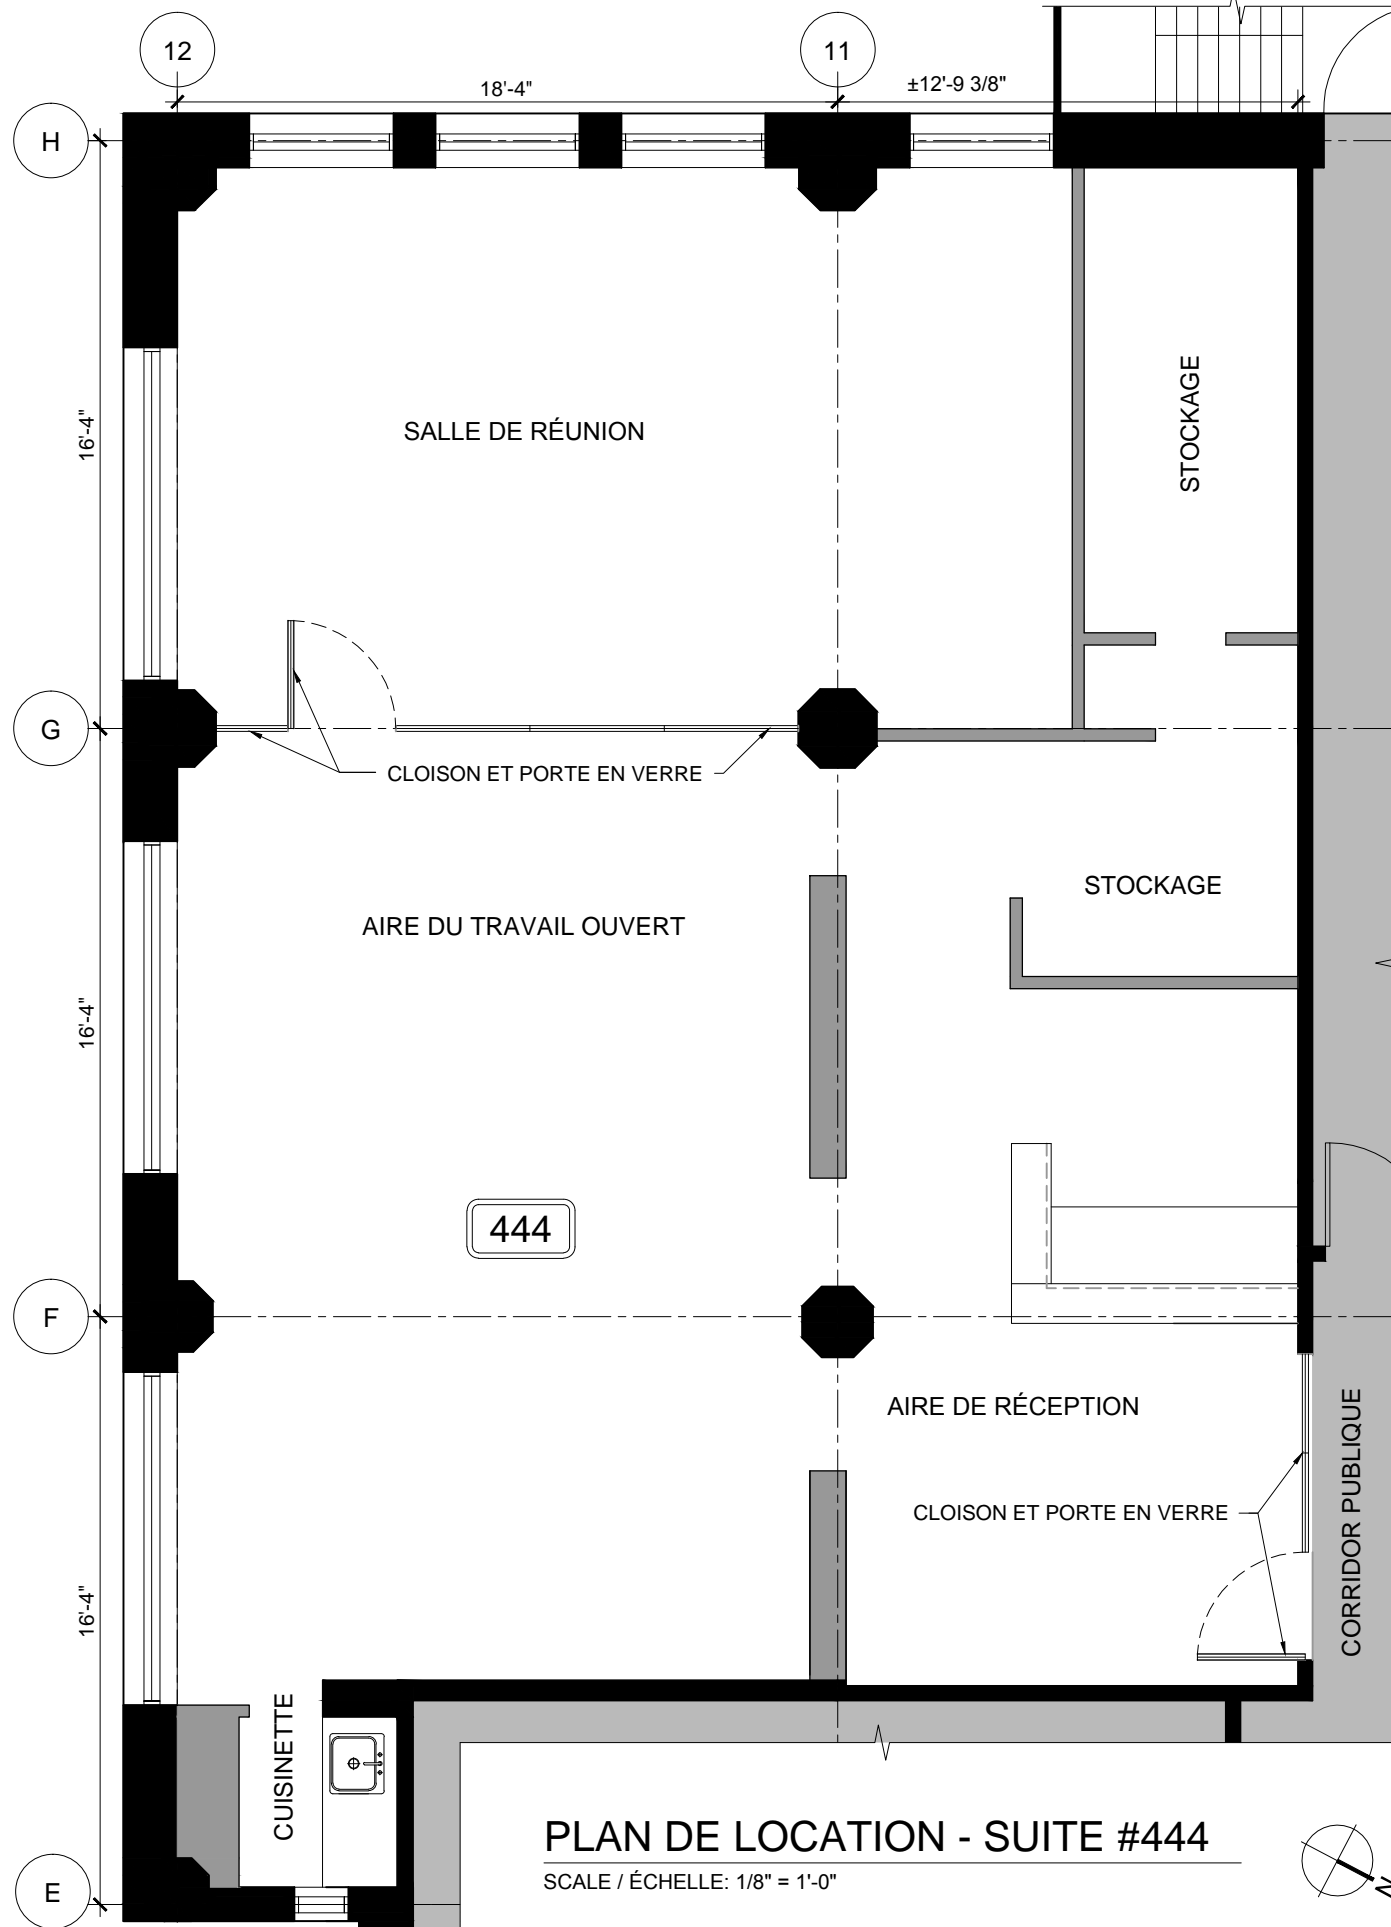 12
11
18'-4"
±12'-9 3/8"
H
16'-4"
SALLE DE RÉUNION
STOCKAGE
G
CLOISON ET PORTE EN VERRE
STOCKAGE
AIRE DU TRAVAIL OUVERT
16'-4"
444
F
AIRE DE RÉCEPTION
CLOISON ET PORTE EN VERRE
CORRIDOR PUBLIQUE
16'-4"
CUISINETTE
PLAN DE LOCATION - SUITE #444
SCALE / ÉCHELLE: 1/8" = 1'-0"
E
N